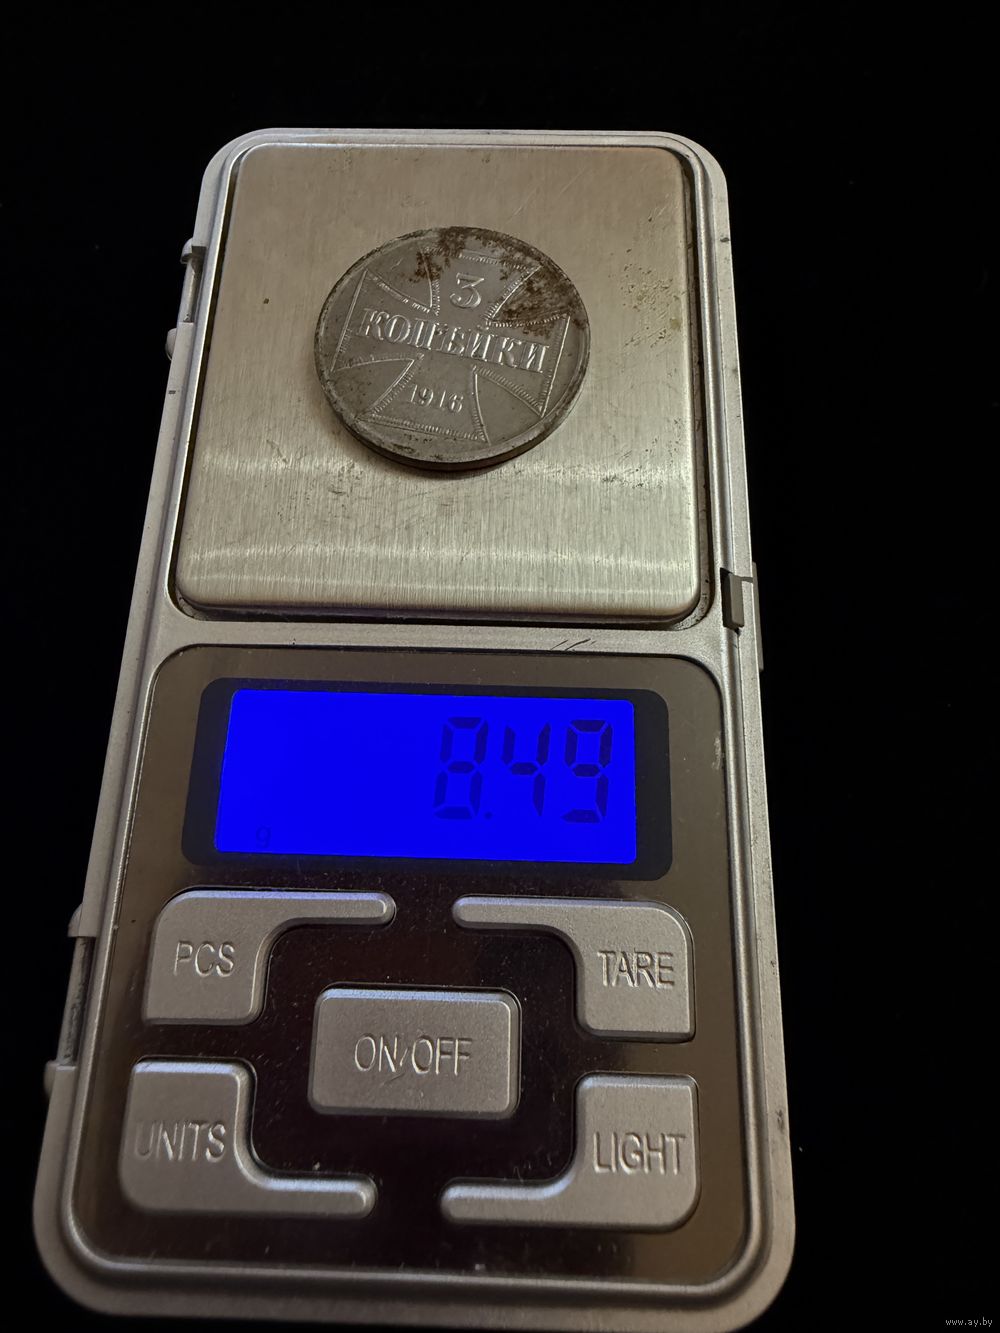 3
КОПѢЙКИ
1916
8.49
g
PCS
TARE
ON/OFF
UNITS
LIGHT
www.ay.by